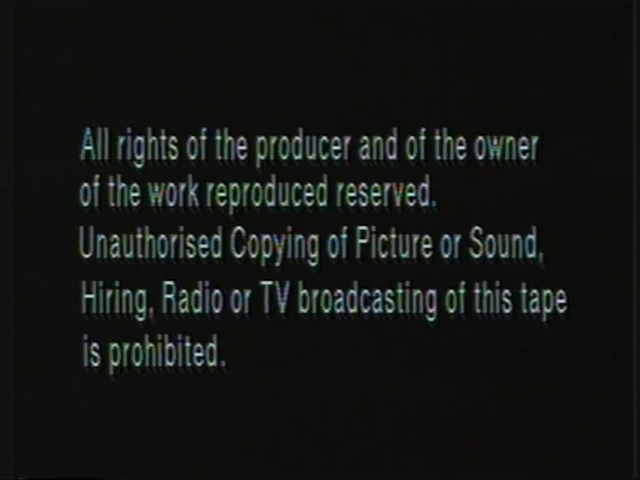 All rights of the producer and of the owner
of the work reproduced reserved.
Unauthorised Copying of Picture or Sound,
Hiring, Radio or TV broadcasting of this tape
is prohibited.